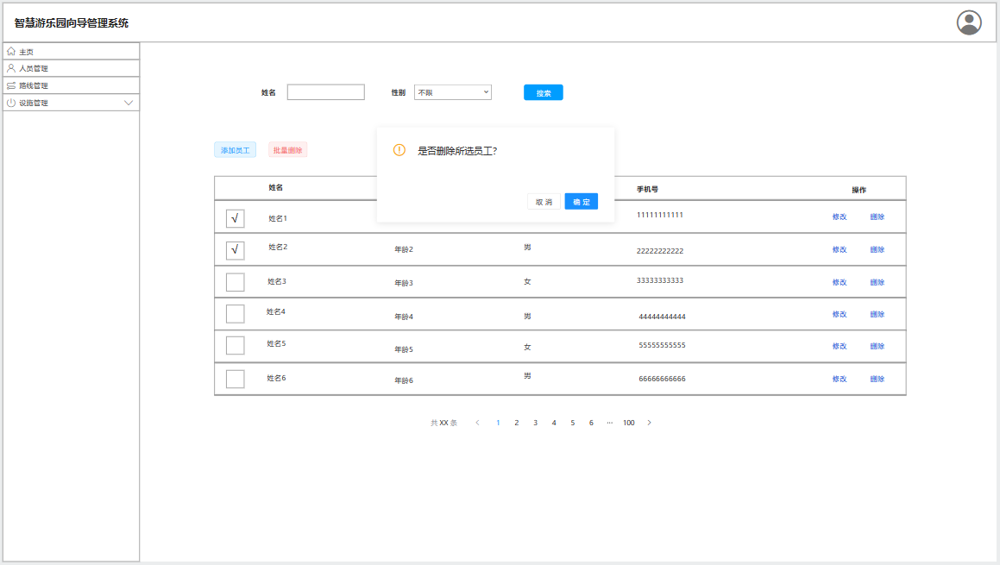 智慧游乐园向导管理系统
主页
人员管理
路线管理
设施管理
姓名 性别 不限 搜索
添加员工 批量删除
是否删除所选员工?
取 消 确 定
姓名 手机号 操作
√ 姓名1 11111111111 修改 删除
√ 姓名2 年龄2 男 22222222222 修改 删除
姓名3 年龄3 女 33333333333 修改 删除
姓名4 年龄4 男 44444444444 修改 删除
姓名5 年龄5 女 55555555555 修改 删除
姓名6 年龄6 男 66666666666 修改 删除
共 XX 条 < 1 2 3 4 5 6 ··· 100 >